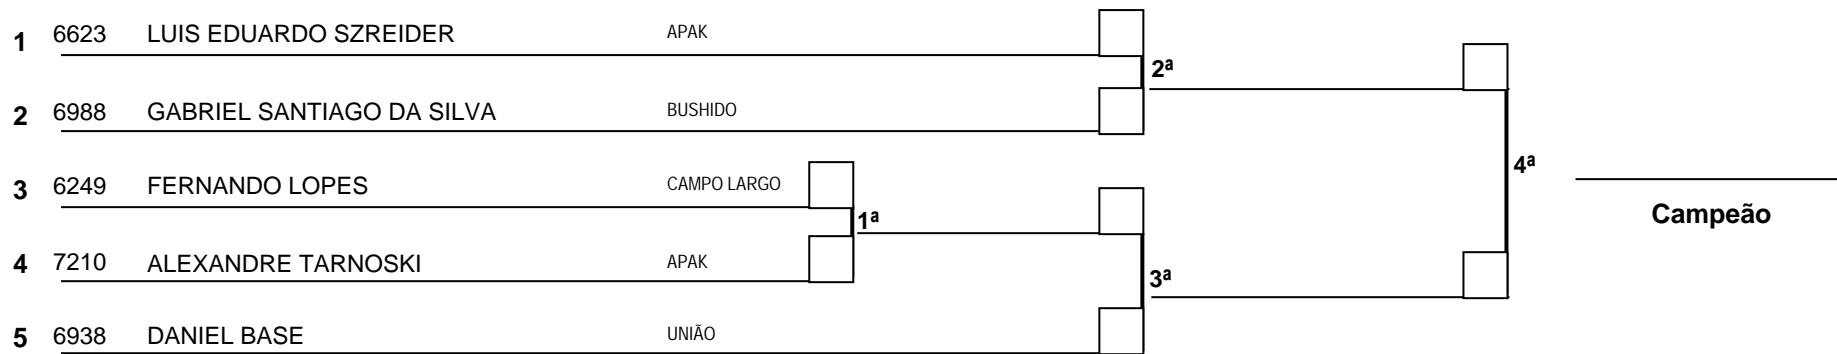 1 6623 LUIS EDUARDO SZREIDER APAK
2ª
2 6988 GABRIEL SANTIAGO DA SILVA BUSHIDO
4ª
3 6249 FERNANDO LOPES CAMPO LARGO
1ª
Campeão
4 7210 ALEXANDRE TARNOSKI APAK
3ª
5 6938 DANIEL BASE UNIÃO